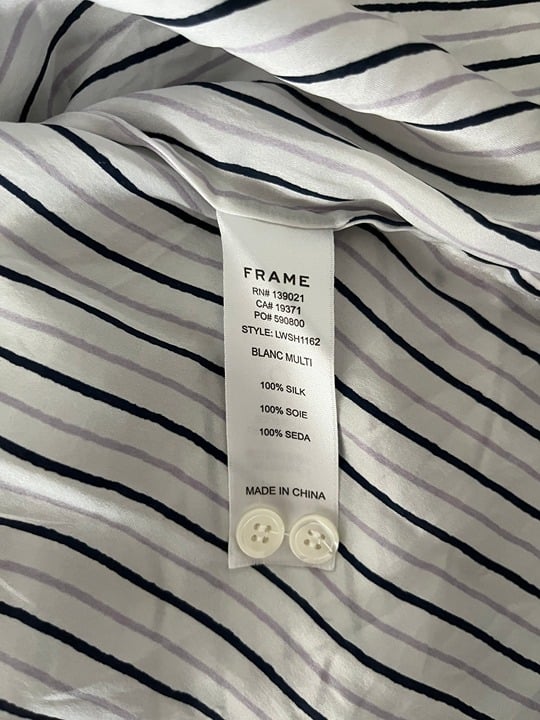 FRAME
RN# 139021
CA# 19371
PO# 590800
STYLE: LWSH1162
BLANC MULTI
100% SILK
100% SOIE
100% SEDA
MADE IN CHINA